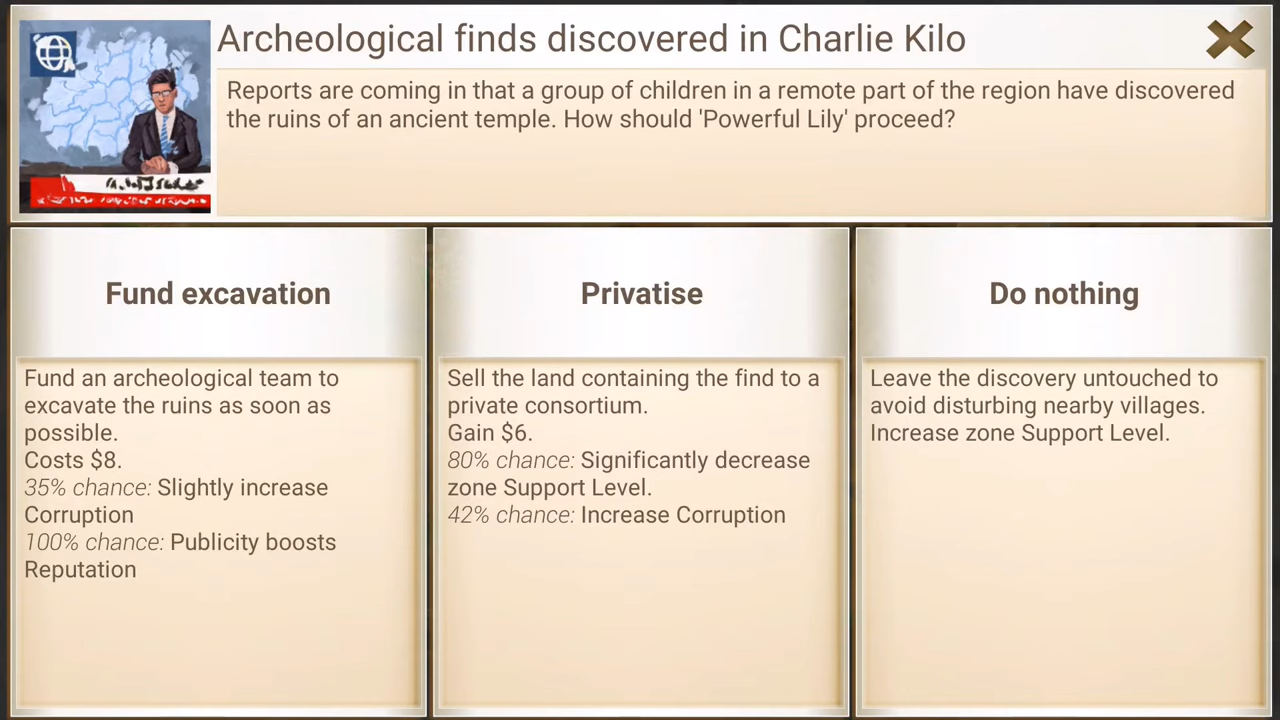 Archeological finds discovered in Charlie Kilo
Reports are coming in that a group of children in a remote part of the region have discovered
the ruins of an ancient temple. How should 'Powerful Lily' proceed?
Fund excavation
Fund an archeological team to
excavate the ruins as soon as
possible.
Costs $8.
35% chance: Slightly increase
Corruption
100% chance: Publicity boosts
Reputation
Privatise
Sell the land containing the find to a
private consortium.
Gain $6.
80% chance: Significantly decrease
zone Support Level.
42% chance: Increase Corruption
Do nothing
Leave the discovery untouched to
avoid disturbing nearby villages.
Increase zone Support Level.